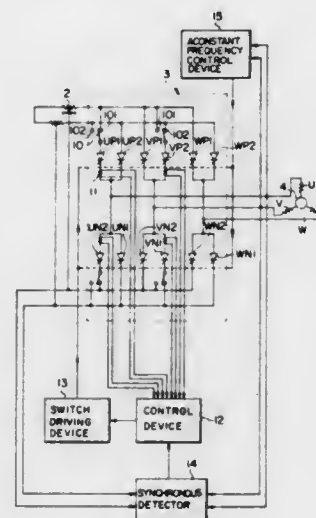 15
A CONSTANT
FREQUENCY
CONTROL
DEVICE
3
2
101
101
102
10
UP1
UP2
VP1
102
VP2
WP1
WP2
11
4
U
V
W
UN2
UN1
VN2
VN1
WN2
WN1
13
SWITCH
DRIVING
DEVICE
CONTROL
DEVICE
12
14
SYNCHRONOUS
DETECTOR